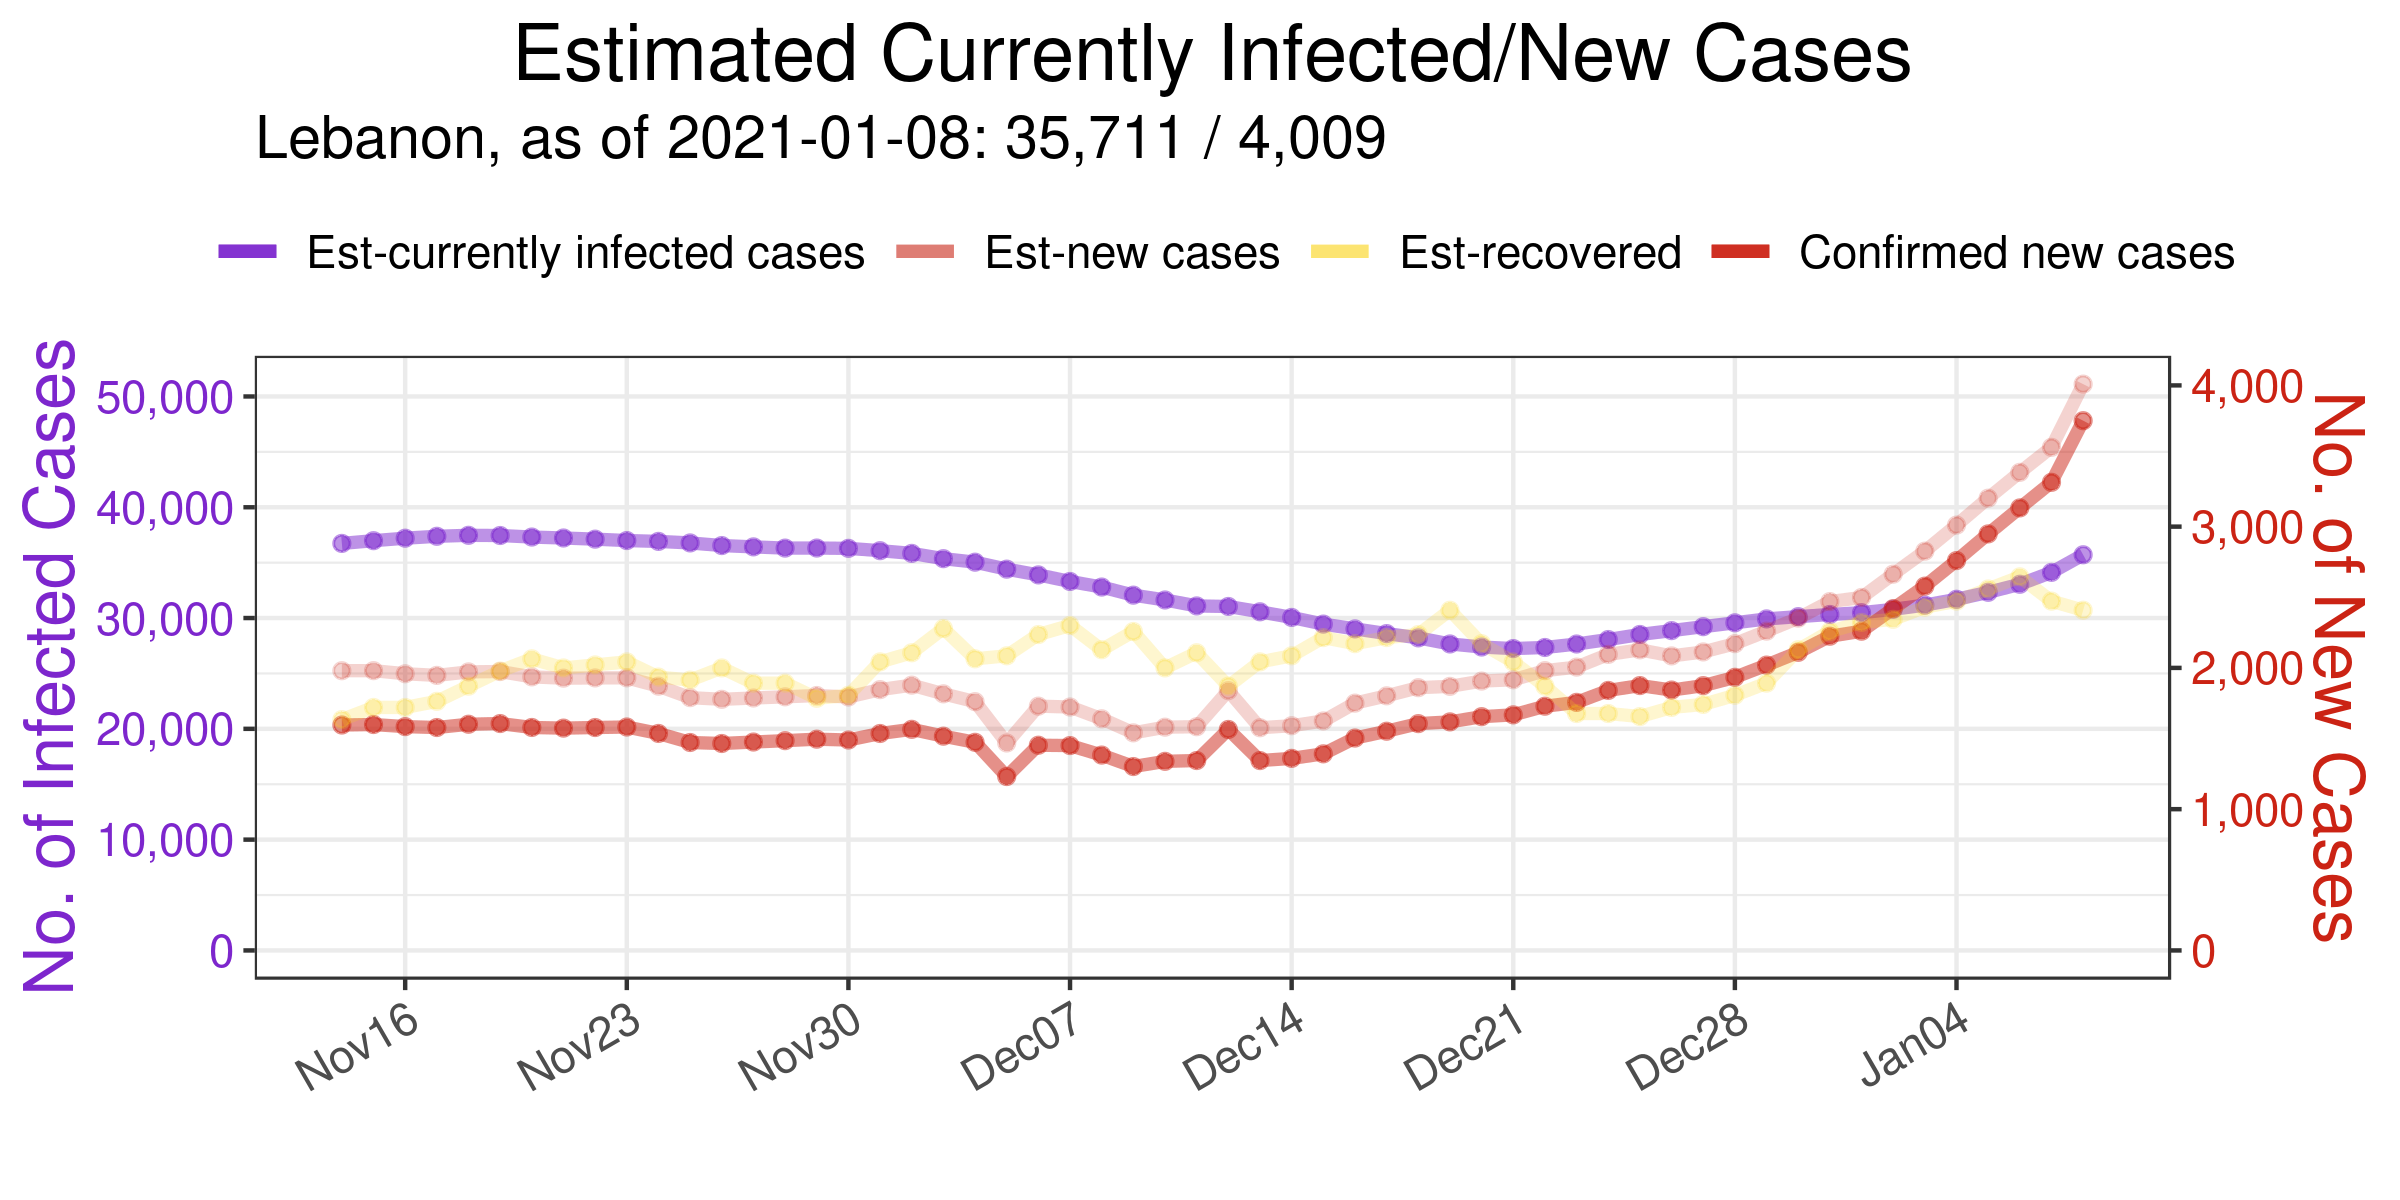 Estimated Currently Infected/New Cases
Lebanon, as of 2021-01-08: 35,711 / 4,009
Est-currently infected cases Est-new cases Est-recovered Confirmed new cases
No. of Infected Cases
50,000
40,000
30,000
20,000
10,000
0
4,000
3,000
2,000
1,000
0
No. of New Cases
Nov16 Nov23 Nov30 Dec07 Dec14 Dec21 Dec28 Jan04